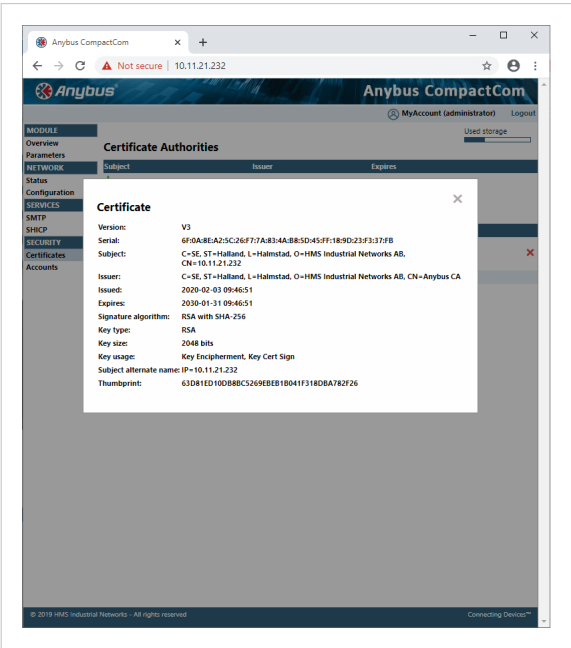 Anybus CompactCom
Not secure | 10.11.21.232
Anybus®
Anybus CompactCom
MyAccount (administrator) Logout
MODULE
Overview
Parameters
NETWORK
Status
Configuration
SERVICES
SMTP
SHICP
SECURITY
Certificates
Accounts
Used storage
Certificate Authorities
Subject Issuer Expires
Certificate
Version: V3
Serial: 6F:0A:8E:A2:5C:26:F7:7A:83:4A:B8:5D:45:FF:18:9D:23:F3:37:FB
Subject: C=SE, ST=Halland, L=Halmstad, O=HMS Industrial Networks AB,
CN=10.11.21.232
Issuer: C=SE, ST=Halland, L=Halmstad, O=HMS Industrial Networks AB, CN=Anybus CA
Issued: 2020-02-03 09:46:51
Expires: 2030-01-31 09:46:51
Signature algorithm: RSA with SHA-256
Key type: RSA
Key size: 2048 bits
Key usage: Key Encipherment, Key Cert Sign
Subject alternate name: IP=10.11.21.232
Thumbprint: 63D81ED10DB8BC5269EBEB1B041F318DBA782F26
© 2019 HMS Industrial Networks - All rights reserved
Connecting Devices™